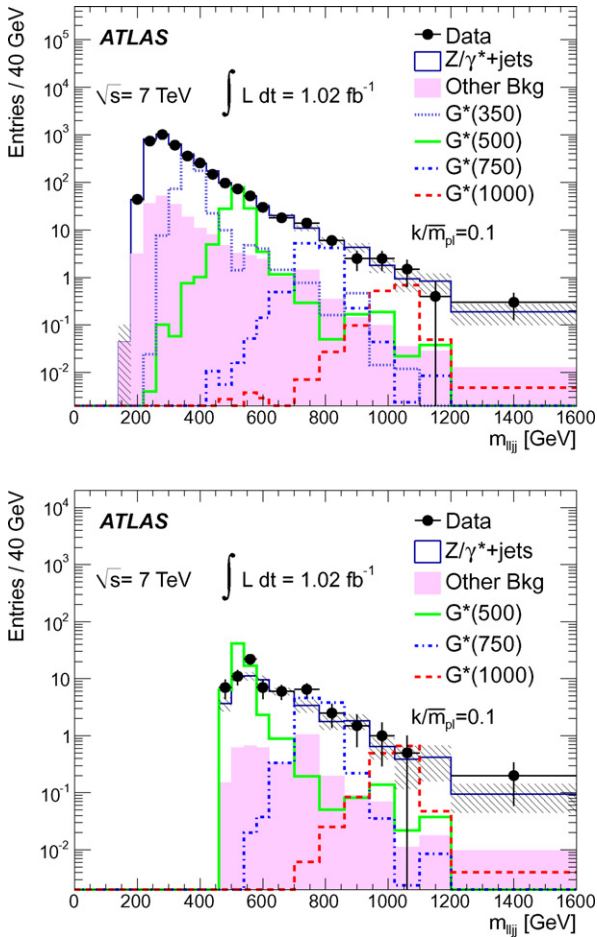 Entries / 40 GeV
10⁵
10⁴
10³
10²
10
1
10⁻¹
10⁻²
ATLAS
√s= 7 TeV ∫ L dt = 1.02 fb⁻¹
Data
Z/γ*+jets
Other Bkg
G*(350)
G*(500)
G*(750)
G*(1000)
k/m̅pl=0.1
0 200 400 600 800 1000 1200 1400 1600
mlljj [GeV]
Entries / 40 GeV
10⁴
10³
10²
10
1
10⁻¹
10⁻²
ATLAS
√s= 7 TeV ∫ L dt = 1.02 fb⁻¹
Data
Z/γ*+jets
Other Bkg
G*(500)
G*(750)
G*(1000)
k/m̅pl=0.1
0 200 400 600 800 1000 1200 1400 1600
mlljj [GeV]